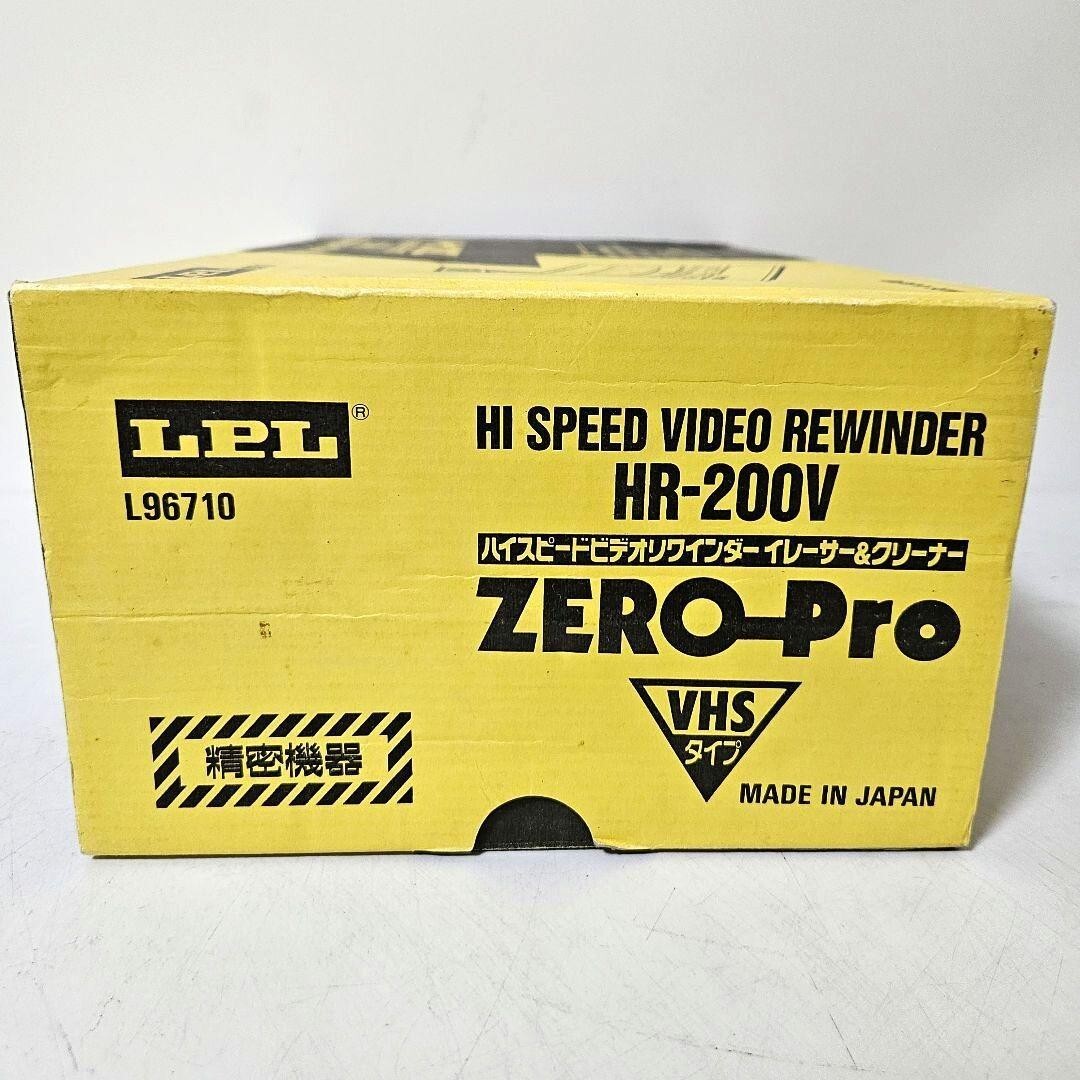 LPL®
L96710
HI SPEED VIDEO REWINDER
HR-200V
ハイスピードビデオリワインダー イレーサー&クリーナー
ZERO-Pro
VHS
タイプ
精密機器
MADE IN JAPAN